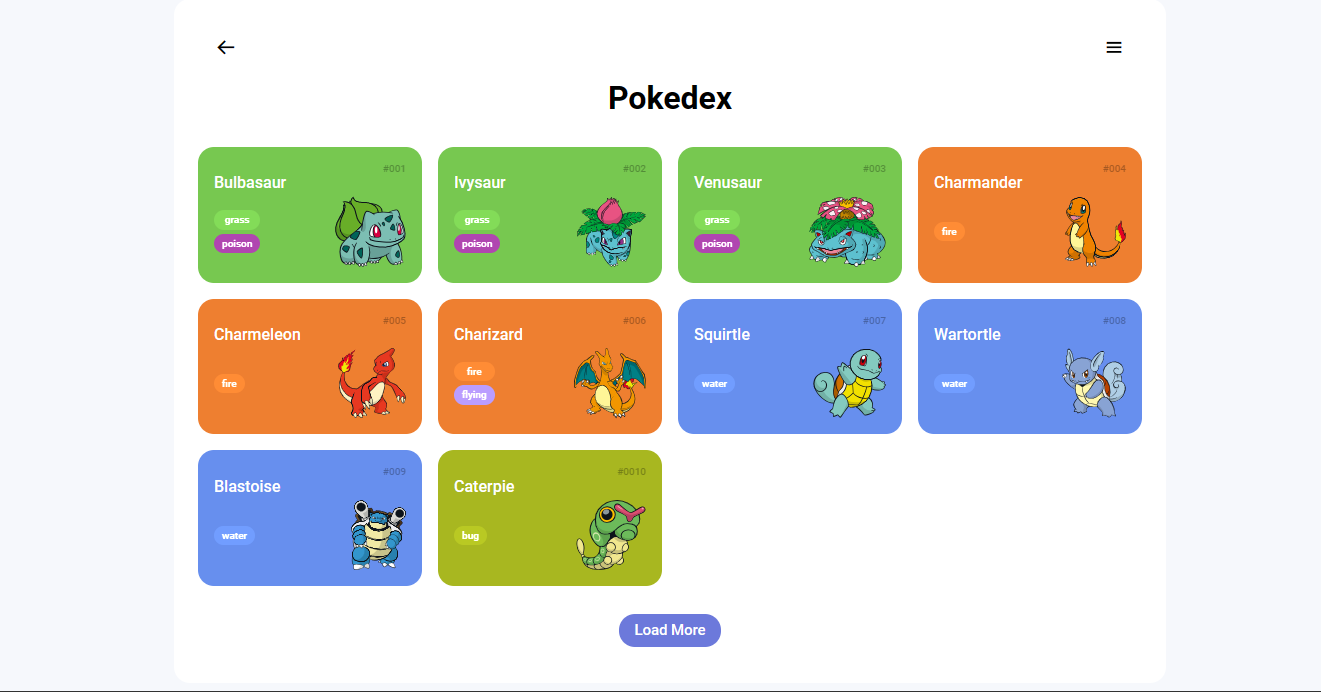 Pokedex
#001
Bulbasaur
grass
poison
#002
Ivysaur
grass
poison
#003
Venusaur
grass
poison
#004
Charmander
fire
#005
Charmeleon
fire
#006
Charizard
fire
flying
#007
Squirtle
water
#008
Wartortle
water
#009
Blastoise
water
#0010
Caterpie
bug
Load More